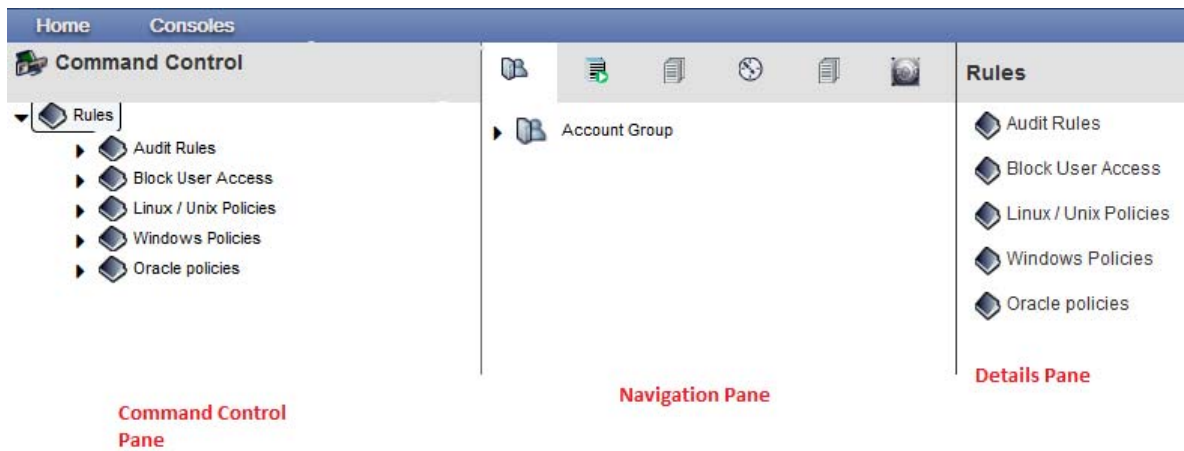 Home Consoles
Command Control
Rules
Audit Rules
Block User Access
Linux / Unix Policies
Windows Policies
Oracle policies
Account Group
Rules
Audit Rules
Block User Access
Linux / Unix Policies
Windows Policies
Oracle policies
Command Control
Pane
Navigation Pane
Details Pane